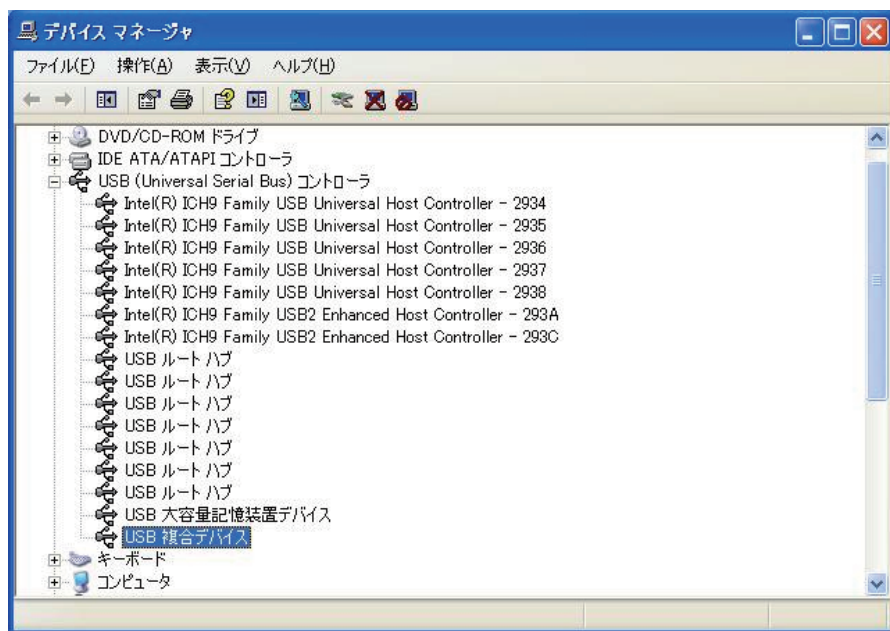 デバイス マネージャ
ファイル(F) 操作(A) 表示(V) ヘルプ(H)
DVD/CD-ROM ドライブ
IDE ATA/ATAPI コントローラ
USB (Universal Serial Bus) コントローラ
Intel(R) ICH9 Family USB Universal Host Controller - 2934
Intel(R) ICH9 Family USB Universal Host Controller - 2935
Intel(R) ICH9 Family USB Universal Host Controller - 2936
Intel(R) ICH9 Family USB Universal Host Controller - 2937
Intel(R) ICH9 Family USB Universal Host Controller - 2938
Intel(R) ICH9 Family USB2 Enhanced Host Controller - 293A
Intel(R) ICH9 Family USB2 Enhanced Host Controller - 293C
USB ルート ハブ
USB ルート ハブ
USB ルート ハブ
USB ルート ハブ
USB ルート ハブ
USB ルート ハブ
USB ルート ハブ
USB 大容量記憶装置デバイス
USB 複合デバイス
キーボード
コンピュータ